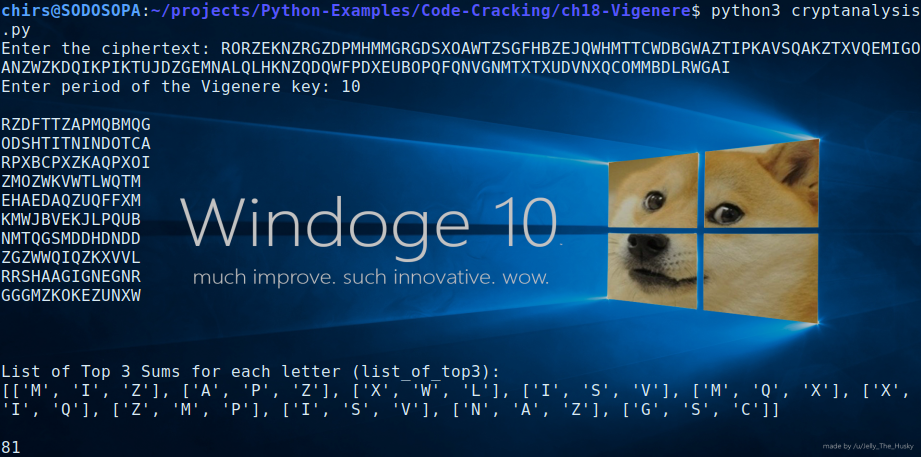 chirs@SODOSOPA:~/projects/Python-Examples/Code-Cracking/ch18-Vigenere$ python3 cryptanalysis
.py
Enter the ciphertext: RORZEKNZRGZDPMHMMGRGDSXOAWTZSGFHBZEJQWHMTTCWDBGWAZTIPKAVSQAKZTXVQEMIGO
ANZWZKDQIKPIKTUJDZGEMNALQLHKNZQDQWFPDXEUBOPQFQNVGNMTXTXUDVNXQCOMMBDLRWGAI
Enter period of the Vigenere key: 10
RZDFTTZAPMQBMQG
ODSHTITNINDOTCA
RPXBCPXZKAQPXOI
ZMOZWKVWTLWQTM
EHAEDAQZUQFFXM
KMWJBVEKJLPQUB
NMTQGSMDDHDNDD
ZGZWWQIQZKXVVL
RRSHAAGIGNEGNR
GGGMZKOKEZUNXW
Windoge 10.
much improve. such innovative. wow.
List of Top 3 Sums for each letter (list_of_top3):
[['M', 'I', 'Z'], ['A', 'P', 'Z'], ['X', 'W', 'L'], ['I', 'S', 'V'], ['M', 'Q', 'X'], ['X',
'I', 'Q'], ['Z', 'M', 'P'], ['I', 'S', 'V'], ['N', 'A', 'Z'], ['G', 'S', 'C']]
81
made by /u/Jelly_The_Husky